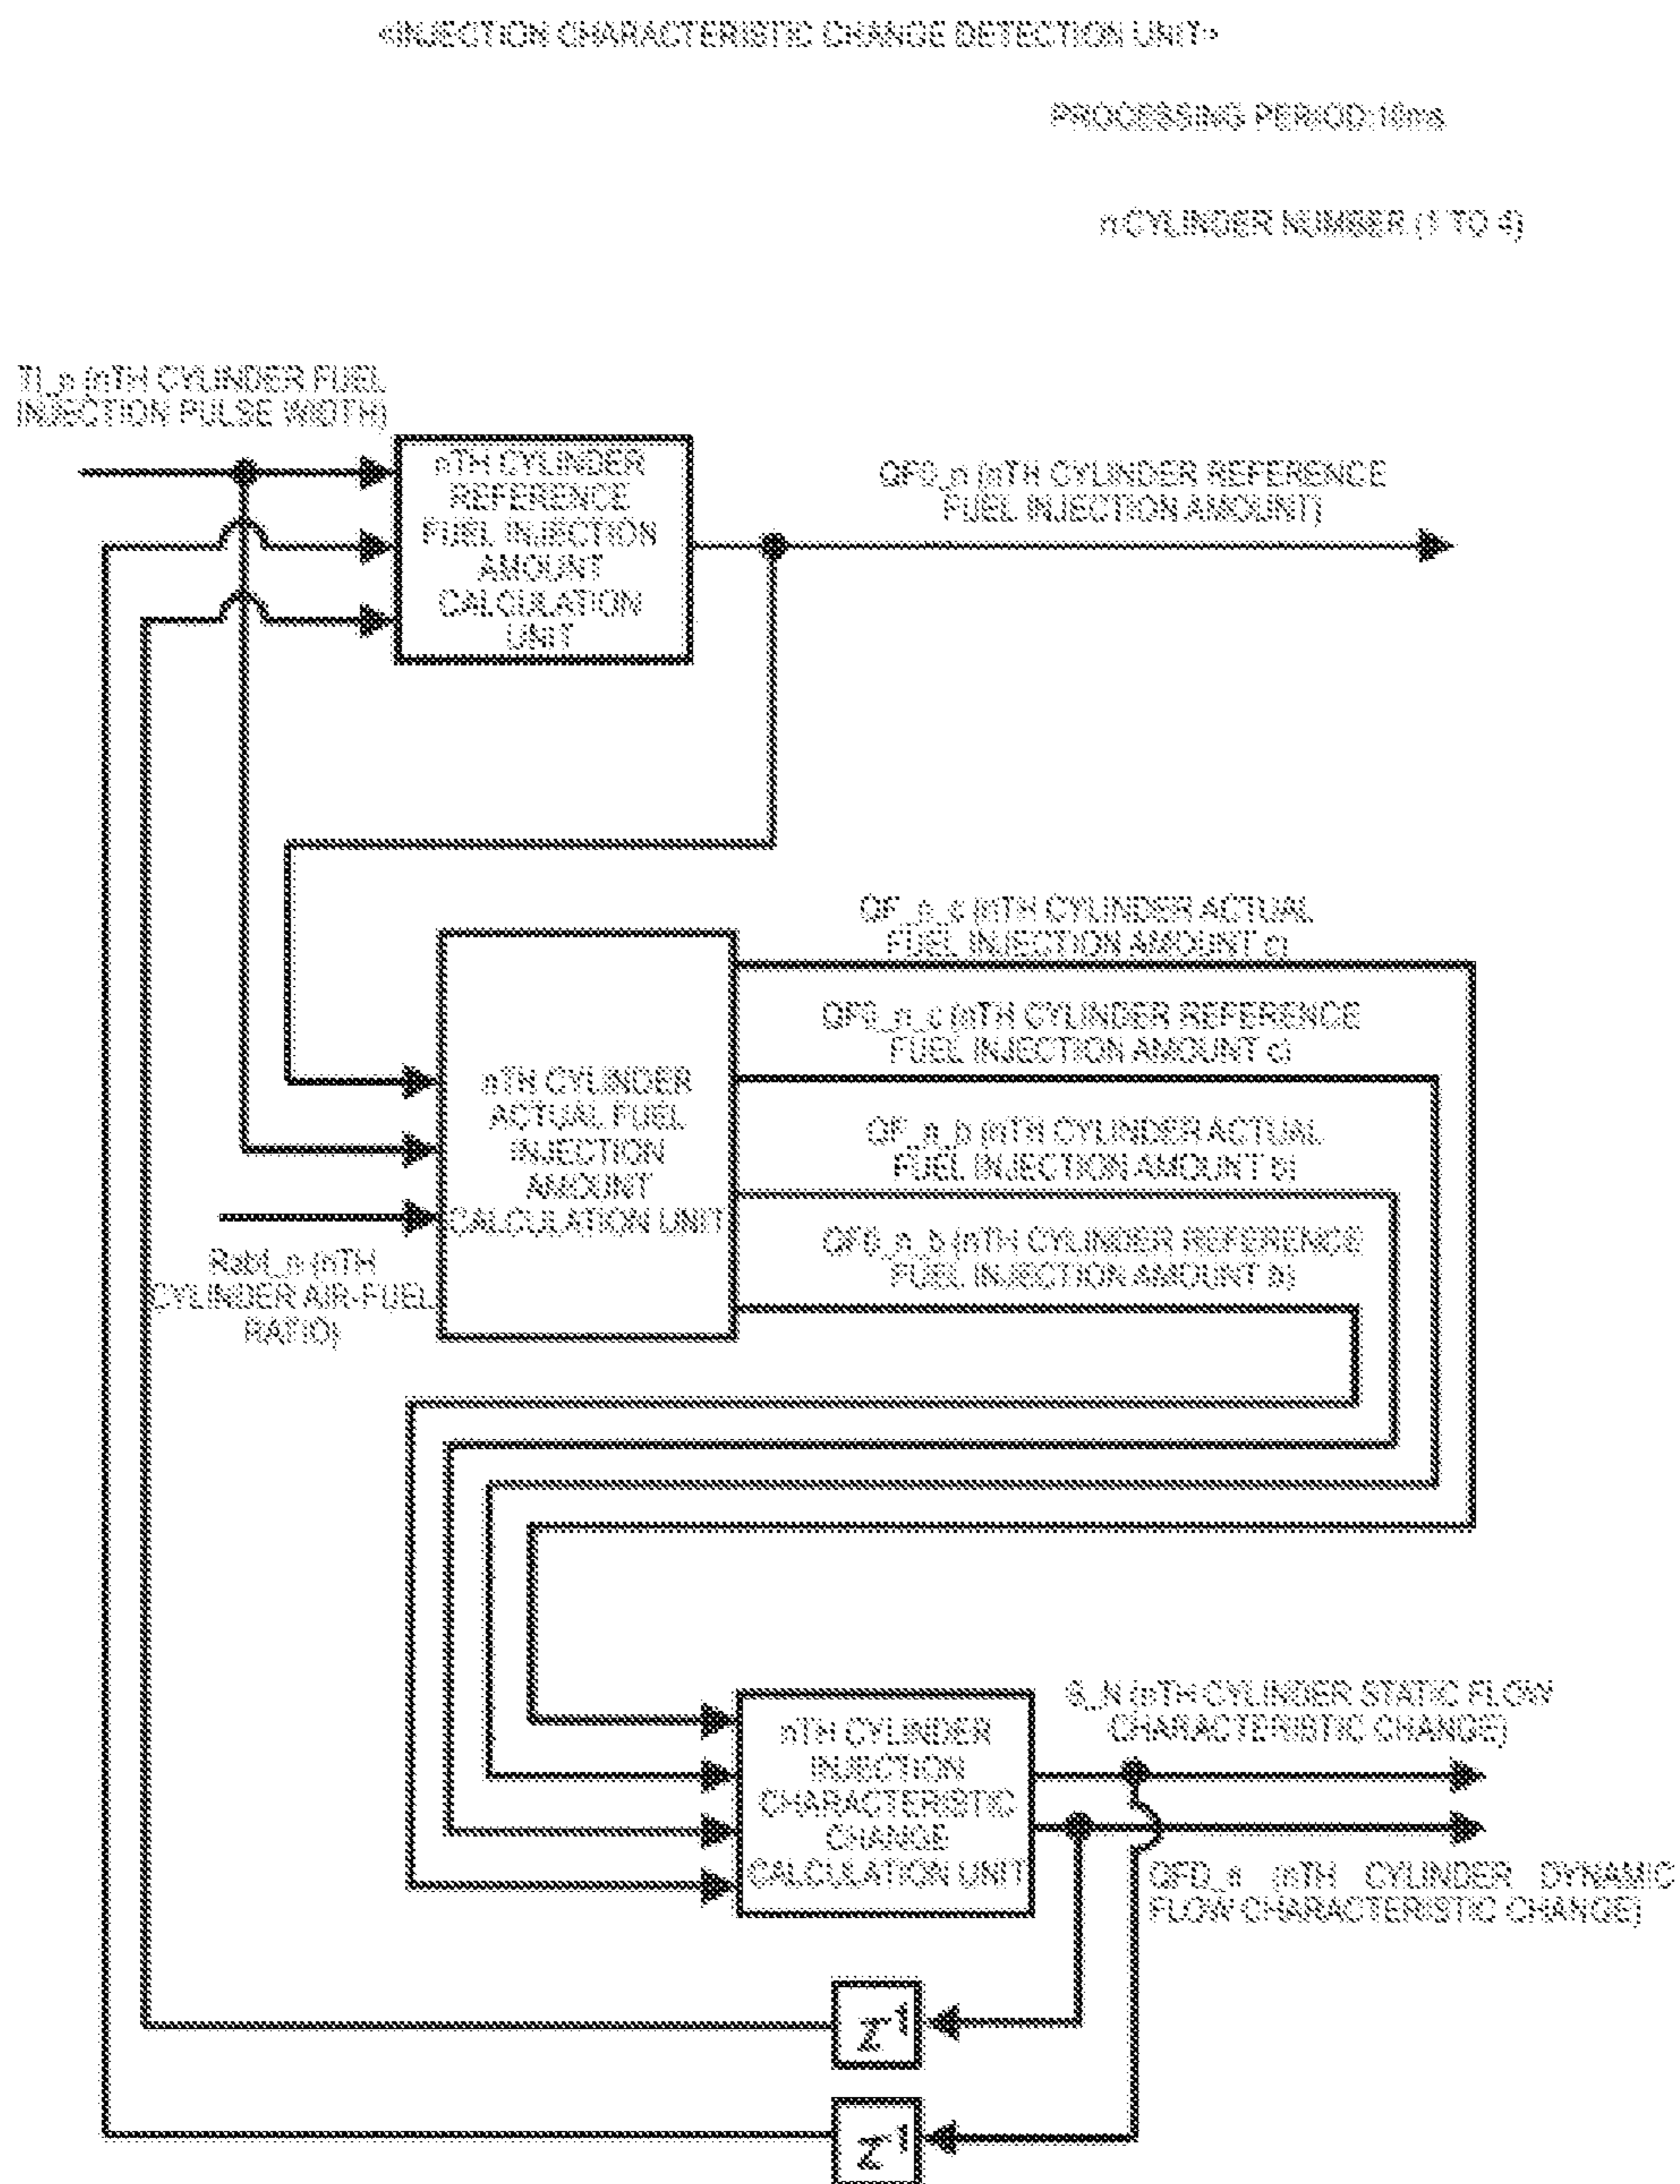 <INJECTION CHARACTERISTIC CHANGE DETECTION UNIT>
PROCESSING PERIOD:10ms
n:CYLINDER NUMBER (1 TO 4)
TI_n (nTH CYLINDER FUEL
INJECTION PULSE WIDTH)
nTH CYLINDER
REFERENCE
FUEL INJECTION
AMOUNT
CALCULATION
UNIT
QF0_n (nTH CYLINDER REFERENCE
FUEL INJECTION AMOUNT)
QF_n_c (nTH CYLINDER ACTUAL
FUEL INJECTION AMOUNT c)
QF0_n_c (nTH CYLINDER REFERENCE
FUEL INJECTION AMOUNT c)
nTH CYLINDER
ACTUAL FUEL
INJECTION
AMOUNT
CALCULATION UNIT
QF_n_b (nTH CYLINDER ACTUAL
FUEL INJECTION AMOUNT b)
QF0_n_b (nTH CYLINDER REFERENCE
FUEL INJECTION AMOUNT b)
Rabf_n (nTH
CYLINDER AIR-FUEL
RATIO)
nTH CYLINDER
INJECTION
CHARACTERISTIC
CHANGE
CALCULATION UNIT
(nTH CYLINDER STATIC FLOW
CHARACTERISTIC CHANGE)
QFD_n (nTH CYLINDER DYNAMIC
FLOW CHARACTERISTIC CHANGE)
Z⁻¹
Z⁻¹